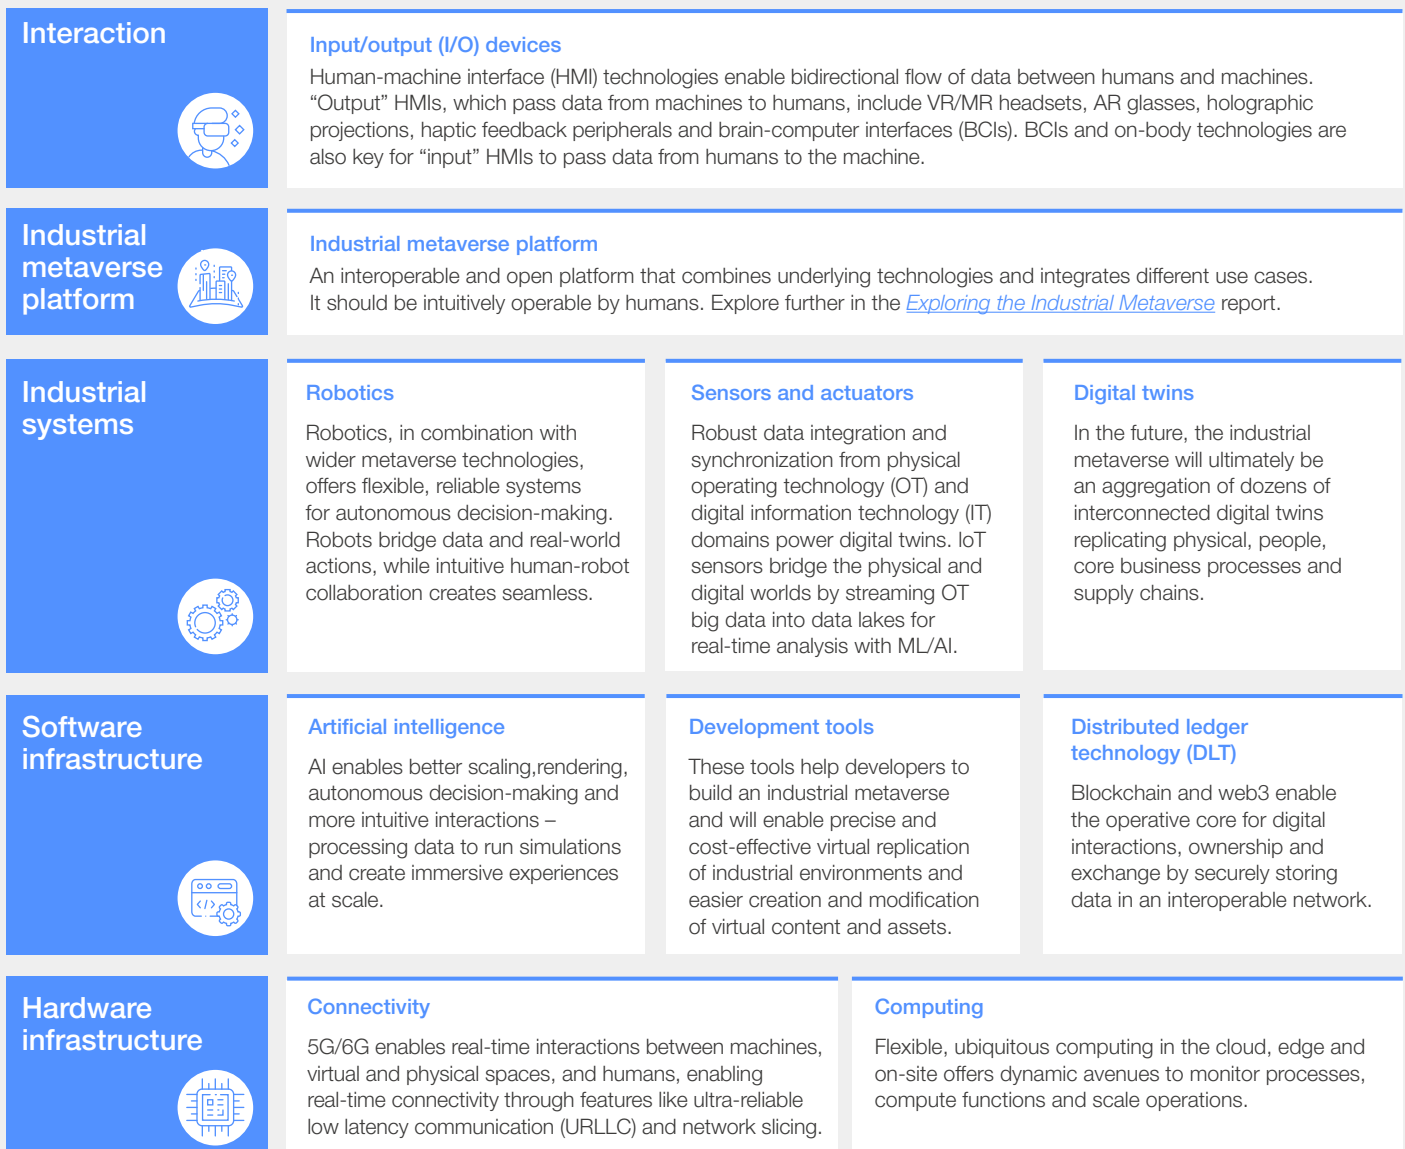 Interaction
Input/output (I/O) devices
Human-machine interface (HMI) technologies enable bidirectional flow of data between humans and machines.
“Output” HMIs, which pass data from machines to humans, include VR/MR headsets, AR glasses, holographic
projections, haptic feedback peripherals and brain-computer interfaces (BCIs). BCIs and on-body technologies are
also key for “input” HMIs to pass data from humans to the machine.
Industrial
metaverse
platform
Industrial metaverse platform
An interoperable and open platform that combines underlying technologies and integrates different use cases.
It should be intuitively operable by humans. Explore further in the Exploring the Industrial Metaverse report.
Industrial
systems
Robotics
Robotics, in combination with
wider metaverse technologies,
offers flexible, reliable systems
for autonomous decision-making.
Robots bridge data and real-world
actions, while intuitive human-robot
collaboration creates seamless.
Sensors and actuators
Robust data integration and
synchronization from physical
operating technology (OT) and
digital information technology (IT)
domains power digital twins. IoT
sensors bridge the physical and
digital worlds by streaming OT
big data into data lakes for
real-time analysis with ML/AI.
Digital twins
In the future, the industrial
metaverse will ultimately be
an aggregation of dozens of
interconnected digital twins
replicating physical, people,
core business processes and
supply chains.
Software
infrastructure
Artificial intelligence
AI enables better scaling,rendering,
autonomous decision-making and
more intuitive interactions –
processing data to run simulations
and create immersive experiences
at scale.
Development tools
These tools help developers to
build an industrial metaverse
and will enable precise and
cost-effective virtual replication
of industrial environments and
easier creation and modification
of virtual content and assets.
Distributed ledger
technology (DLT)
Blockchain and web3 enable
the operative core for digital
interactions, ownership and
exchange by securely storing
data in an interoperable network.
Hardware
infrastructure
Connectivity
5G/6G enables real-time interactions between machines,
virtual and physical spaces, and humans, enabling
real-time connectivity through features like ultra-reliable
low latency communication (URLLC) and network slicing.
Computing
Flexible, ubiquitous computing in the cloud, edge and
on-site offers dynamic avenues to monitor processes,
compute functions and scale operations.